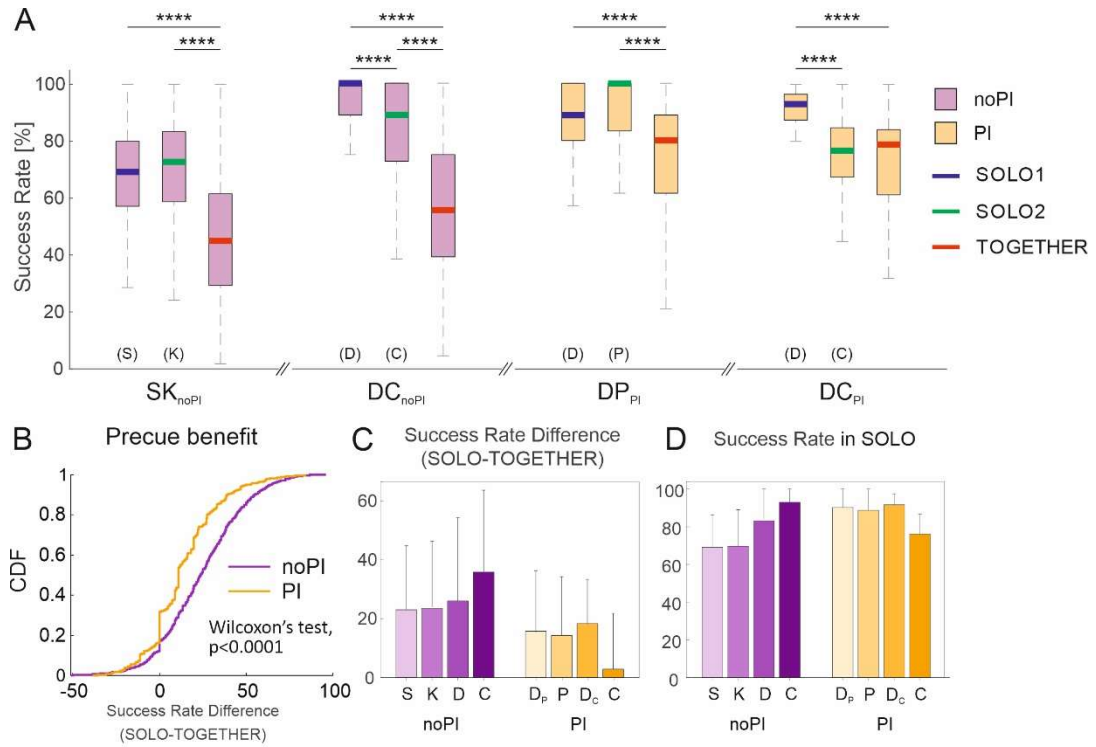 A
**** **** **** ****
**** **** **** **** ****
Success Rate [%]
100
80
60
40
20
0
(S) (K) (D) (C) (D) (P) (D) (C)
SKnoPI DCnoPI DPPI DCPI
noPI
PI
SOLO1
SOLO2
TOGETHER
B Precue benefit
CDF
1
0.8
0.6
0.4
0.2
0
-50 0 50 100
noPI
PI
Wilcoxon's test,
p<0.0001
Success Rate Difference
(SOLO-TOGETHER)
C Success Rate Difference
(SOLO-TOGETHER)
60
40
20
0
S K D C DP P DC C
noPI PI
D Success Rate in SOLO
100
80
60
40
20
0
S K D C DP P DC C
noPI PI